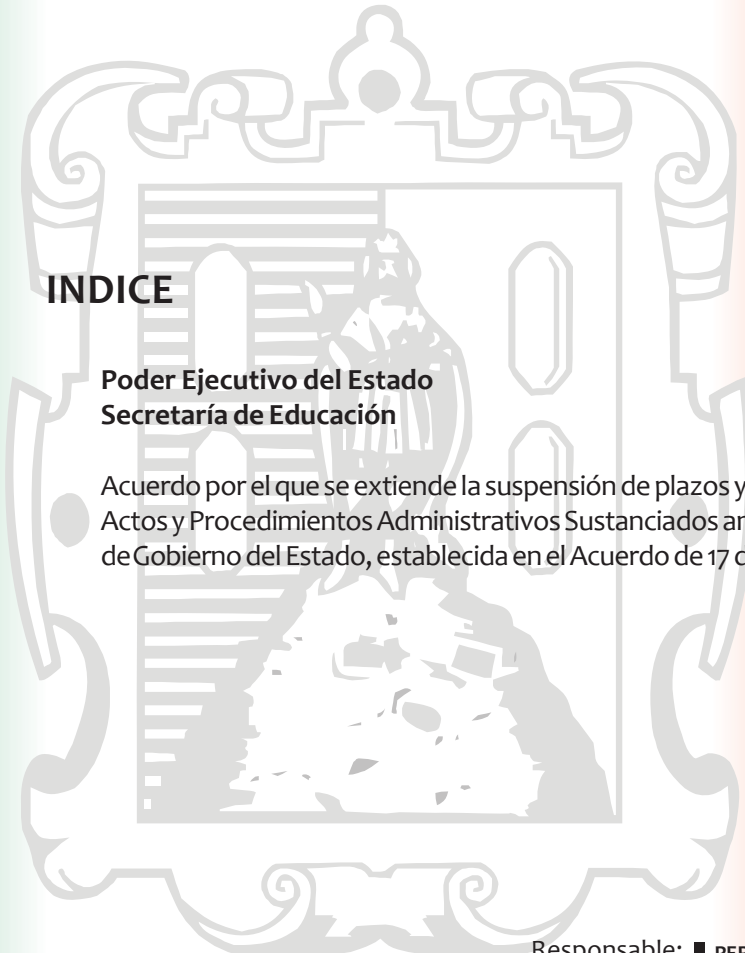 INDICE
Poder Ejecutivo del Estado
Secretaría de Educación
Acuerdo por el que se extiende la suspensión de plazos y
Actos y Procedimientos Administrativos Sustanciados
de Gobierno del Estado, establecida en el Acuerdo de 17
Responsable: